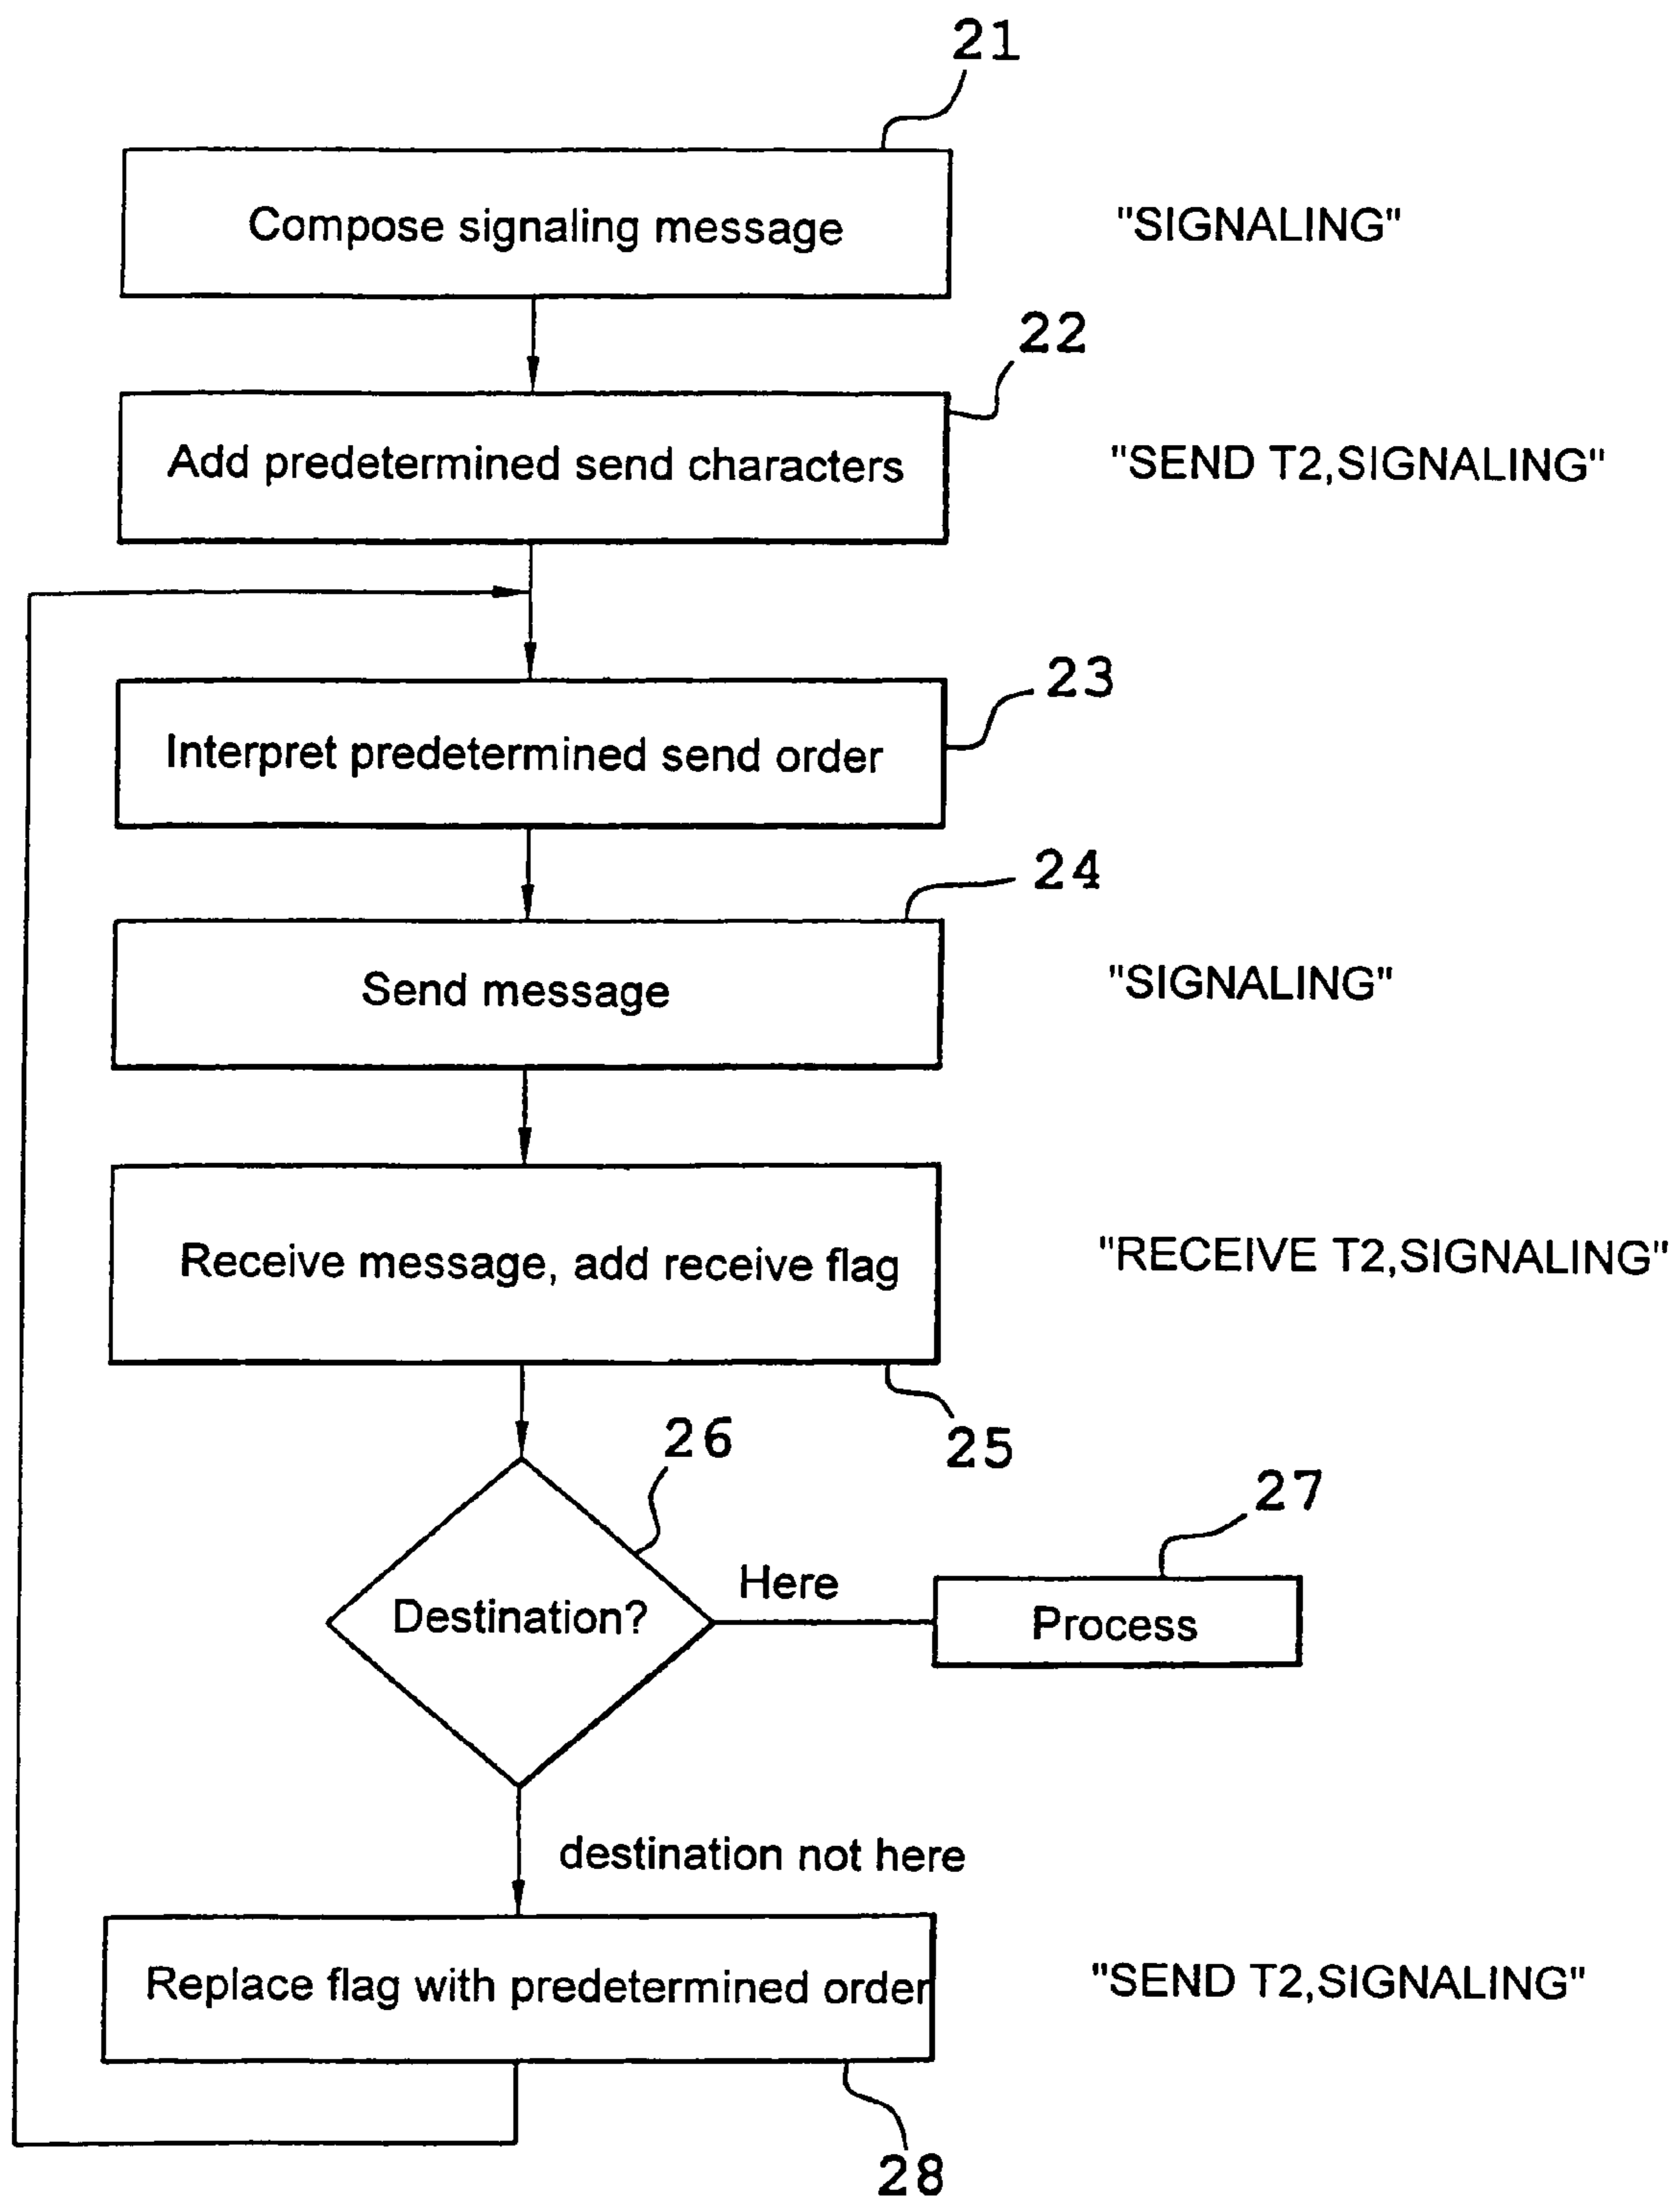 21
Compose signaling message
"SIGNALING"
22
Add predetermined send characters
"SEND T2,SIGNALING"
23
Interpret predetermined send order
24
Send message
"SIGNALING"
Receive message, add receive flag
"RECEIVE T2,SIGNALING"
25
26
27
Here
Destination?
Process
destination not here
Replace flag with predetermined order
"SEND T2,SIGNALING"
28